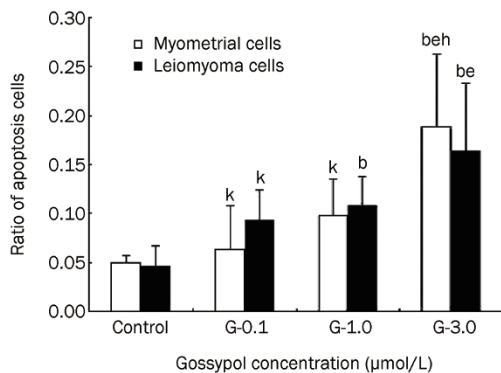 0.30
0.25
0.20
0.15
0.10
0.05
0.00
Ratio of apoptosis cells
Myometrial cells
Leiomyoma cells
k k k b beh be
Control G-0.1 G-1.0 G-3.0
Gossypol concentration (µmol/L)